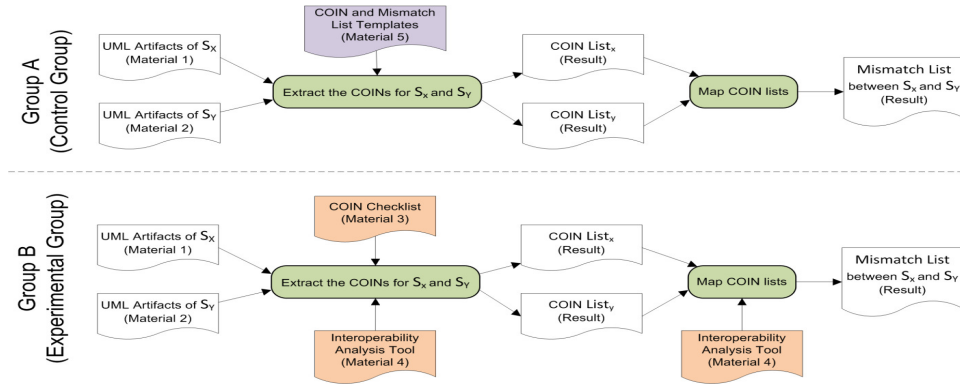 Group A
(Control Group)
COIN and Mismatch
List Templates
(Material 5)
UML Artifacts of Sx
(Material 1)
UML Artifacts of SY
(Material 2)
Extract the COINs for Sx and SY
COIN Listx
(Result)
COIN Listy
(Result)
Map COIN lists
Mismatch List
between Sx and SY
(Result)
Group B
(Experimental Group)
COIN Checklist
(Material 3)
UML Artifacts of Sx
(Material 1)
UML Artifacts of SY
(Material 2)
Extract the COINs for Sx and SY
Interoperability
Analysis Tool
(Material 4)
COIN Listx
(Result)
COIN Listy
(Result)
Map COIN lists
Interoperability
Analysis Tool
(Material 4)
Mismatch List
between Sx and SY
(Result)